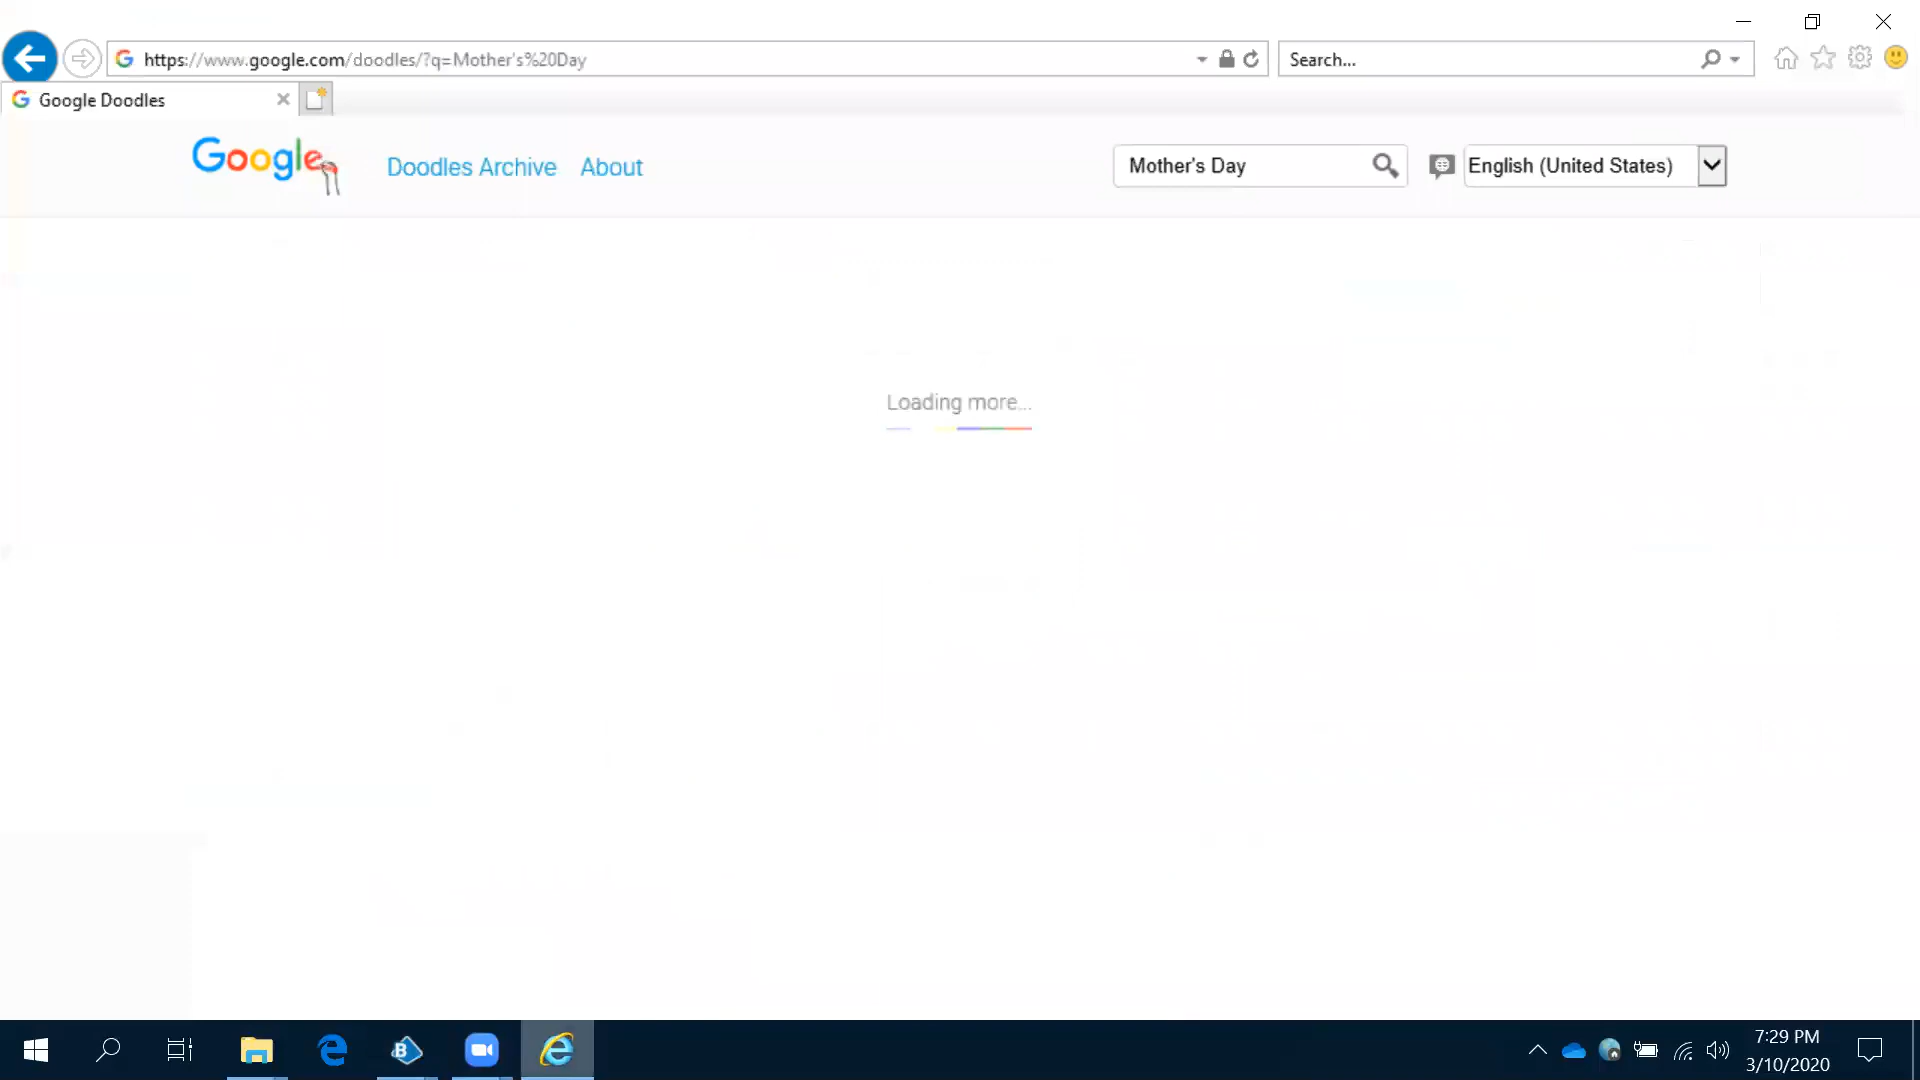 https://www.google.com/doodles/?q=Mother's%20Day
Search...
Google Doodles
Google
Doodles Archive
About
Mother's Day
English (United States)
Loading more...
7:29 PM
3/10/2020